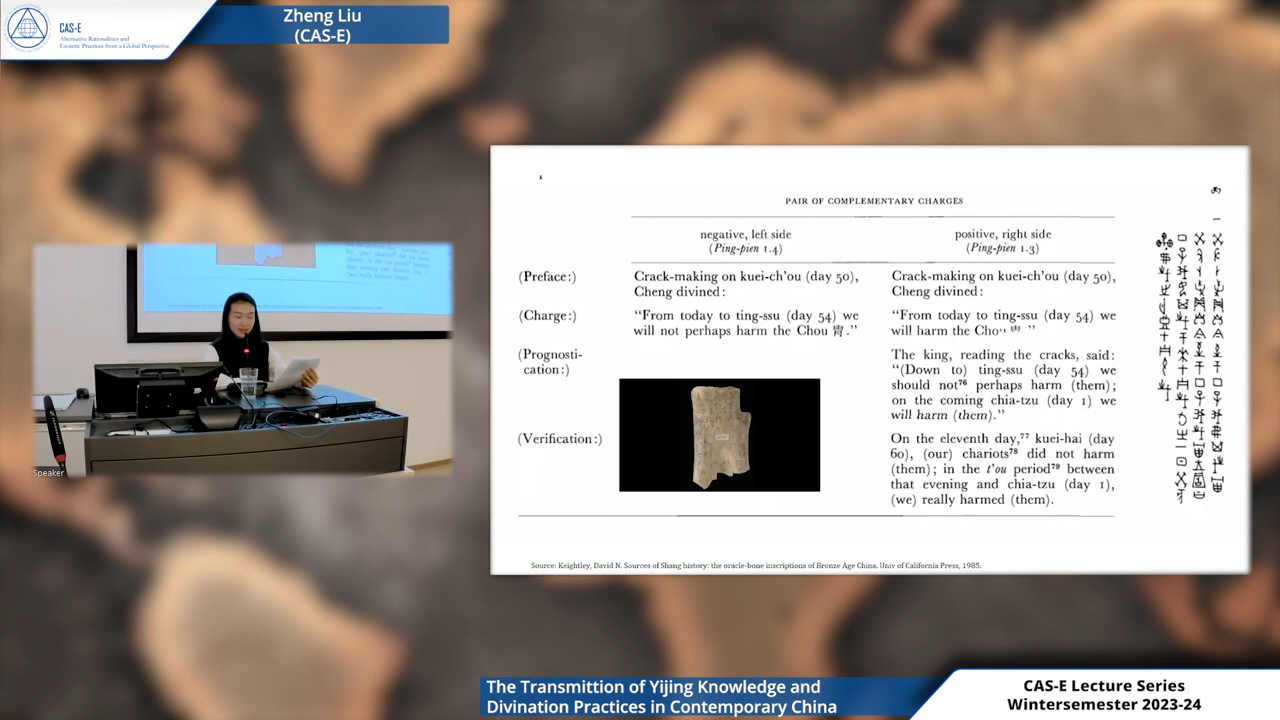 CAS-E
Alternative Rationalities and
Esoteric Practices from a Global Perspective
Zheng Liu
(CAS-E)
Speaker
PAIR OF COMPLEMENTARY CHARGES
negative, left side
(Ping-pien 1.4)
positive, right side
(Ping-pien 1.3)
(Preface:)
Crack-making on kuei-ch'ou (day 50),
Cheng divined:
Crack-making on kuei-ch'ou (day 50),
Cheng divined:
(Charge:)
"From today to ting-ssu (day 54) we
will not perhaps harm the Chou 冑."
"From today to ting-ssu (day 54) we
will harm the
(Prognosti-
cation:)
The king, reading the cracks, said:
"(Down to) ting-ssu (day 54) we
should not⁷⁶ perhaps harm (them);
on the coming chia-tzu (day 1) we
will harm (them)."
(Verification:)
On the eleventh day,⁷⁷ kuei-hai (day
60), (our) chariots⁷⁸ did not harm
(them); in the t'ou period⁷⁹ between
that evening and chia-tzu (day 1),
(we) really harmed (them).
Source: Keightley, David N. Sources of Shang history: the oracle-bone inscriptions of Bronze Age China. Univ of California Press, 1985.
The Transmittion of Yijing Knowledge and
Divination Practices in Contemporary China
CAS-E Lecture Series
Wintersemester 2023-24